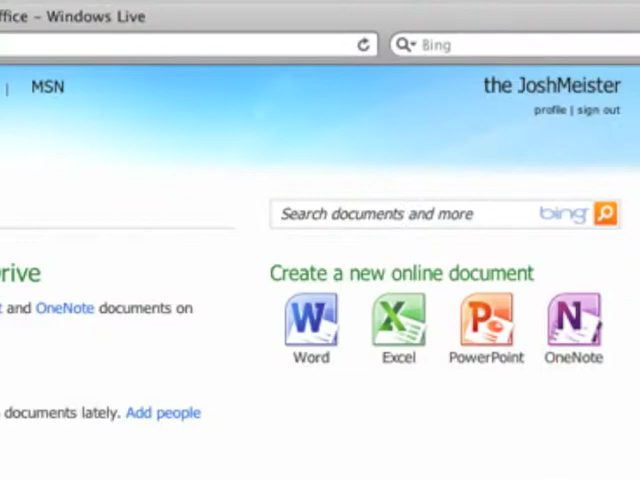 ffice – Windows Live
Bing
| MSN
the JoshMeister
profile | sign out
Search documents and more bing
rive
Create a new online document
t and OneNote documents on
Word Excel PowerPoint OneNote
documents lately. Add people